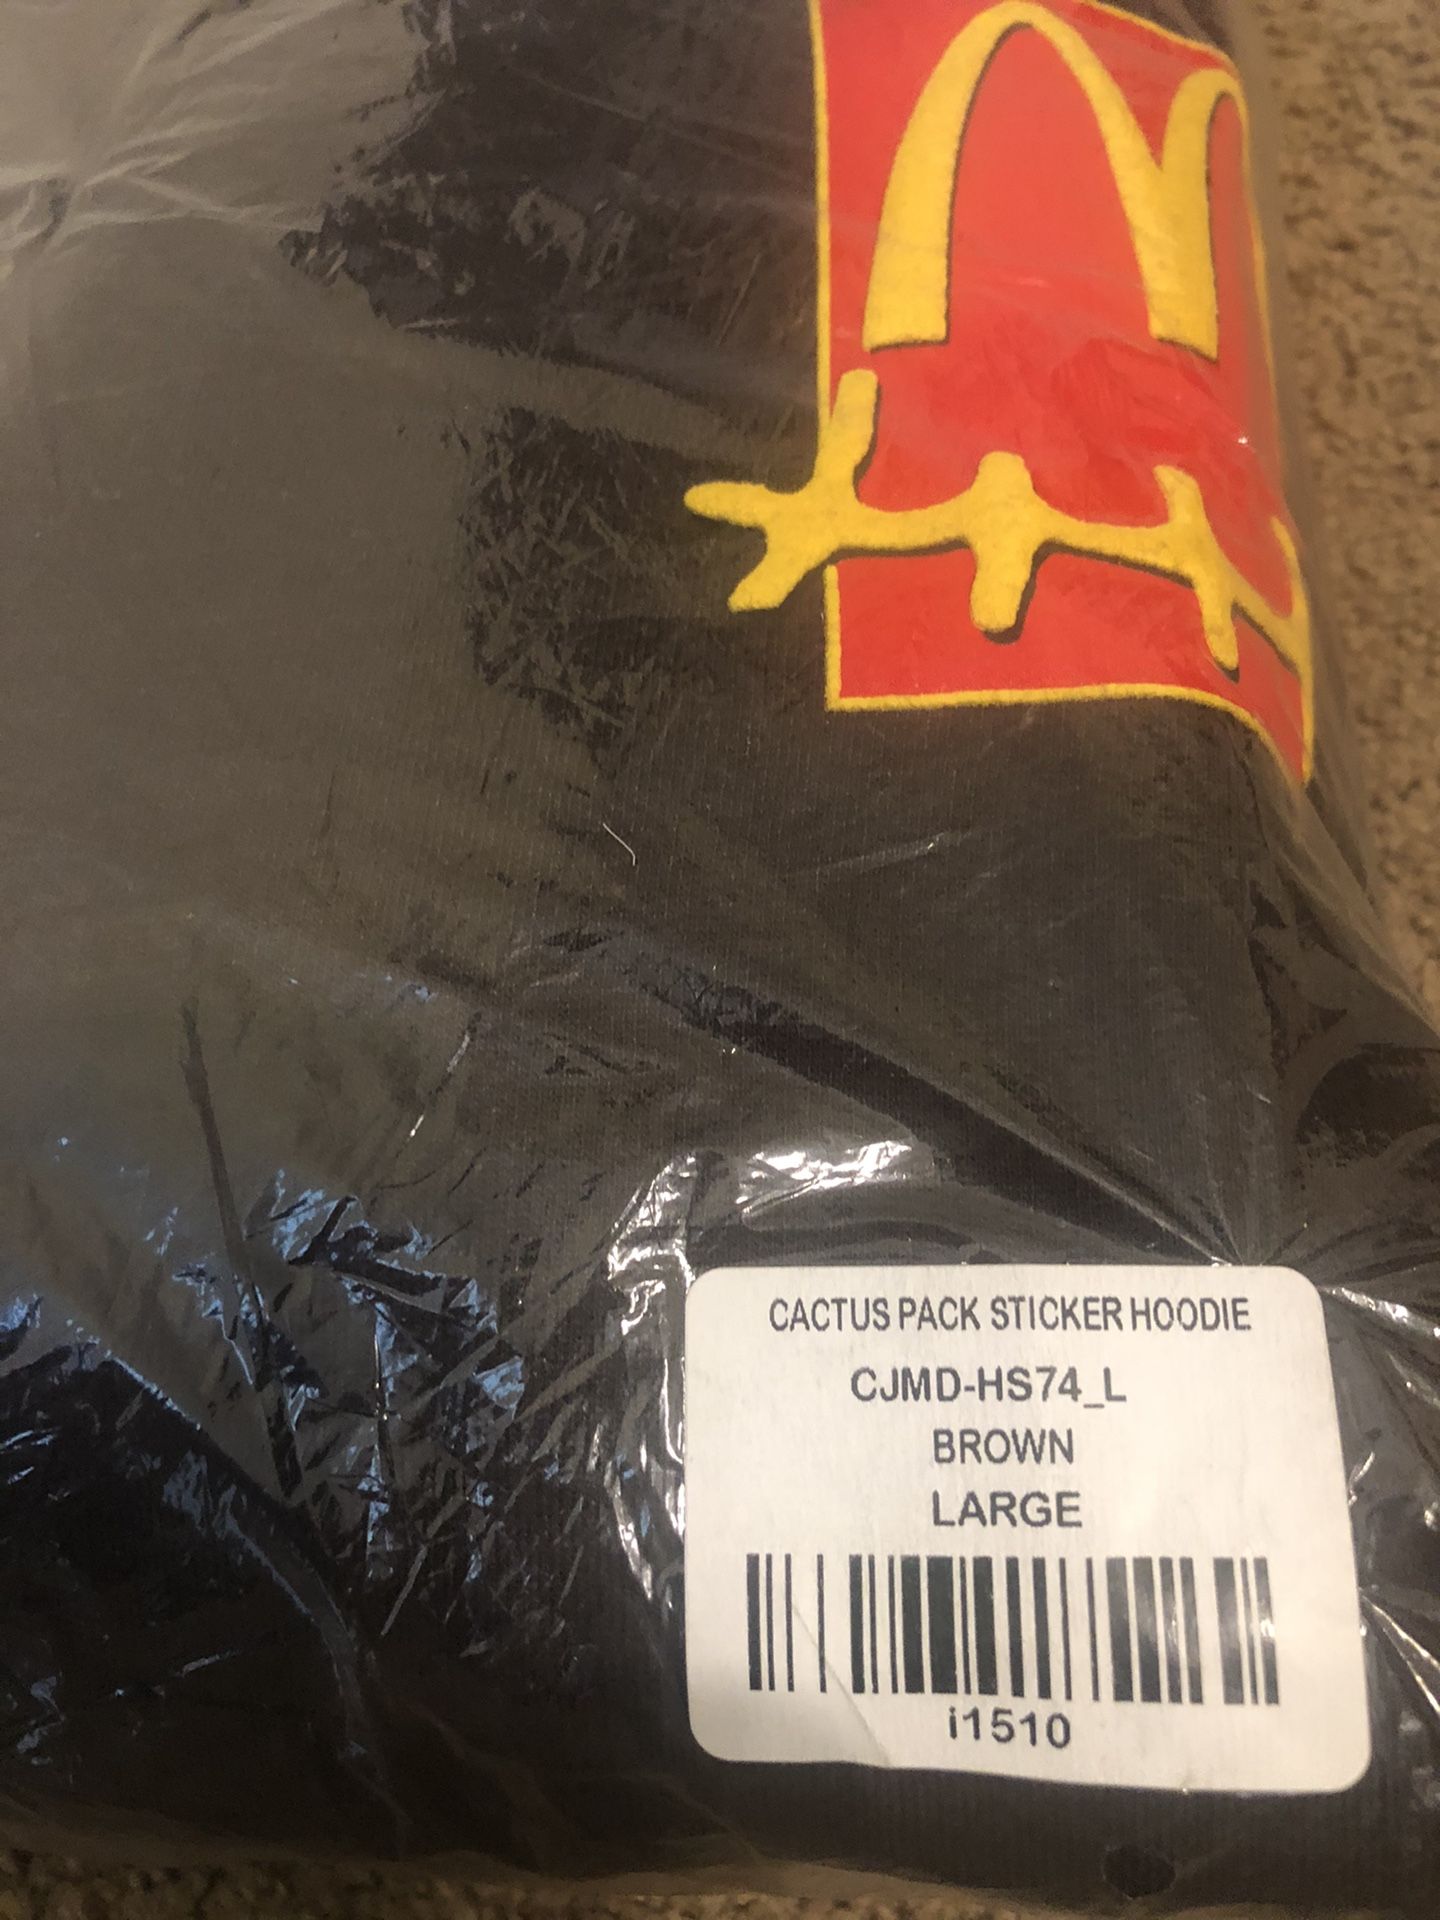 CACTUS PACK STICKER HOODIE
CJMD-HS74_L
BROWN
LARGE
i1510